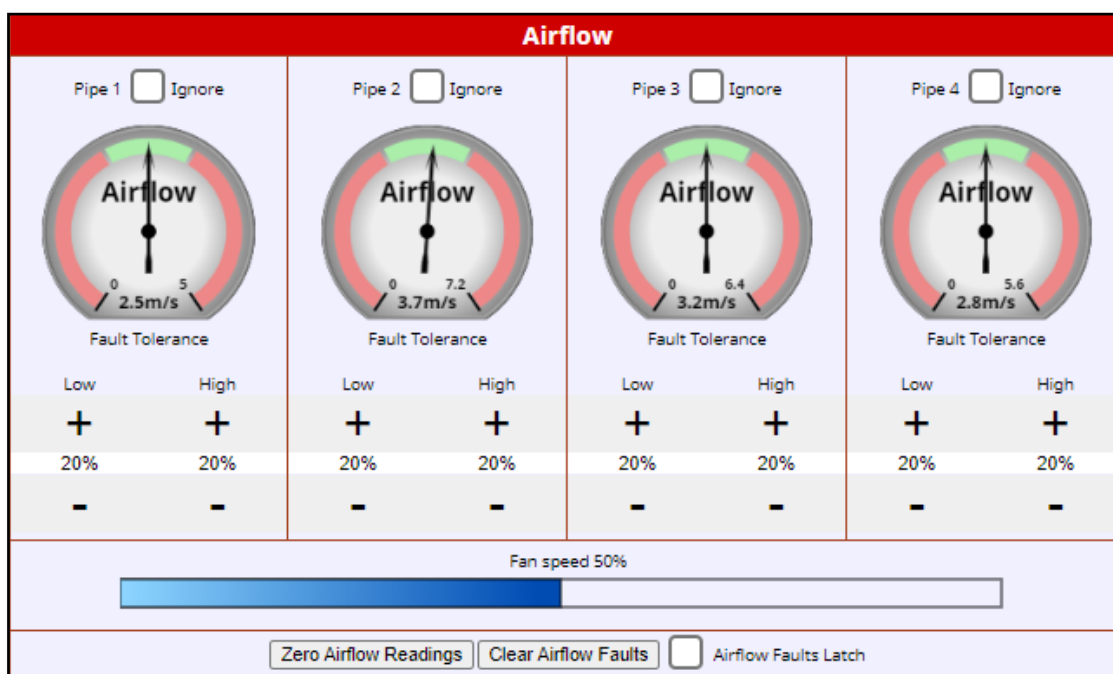 Airflow
Pipe 1 Ignore Pipe 2 Ignore Pipe 3 Ignore Pipe 4 Ignore
Airflow Airflow Airflow Airflow
0 5 0 7.2 0 6.4 0 5.6
2.5m/s 3.7m/s 3.2m/s 2.8m/s
Fault Tolerance Fault Tolerance Fault Tolerance Fault Tolerance
Low High Low High Low High Low High
+ + + + + + + +
20% 20% 20% 20% 20% 20% 20% 20%
- - - - - - - -
Fan speed 50%
Zero Airflow Readings Clear Airflow Faults Airflow Faults Latch